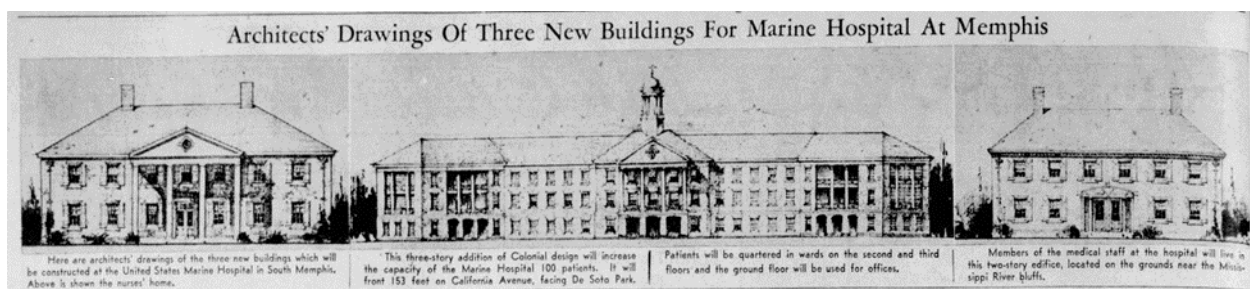 Architects' Drawings Of Three New Buildings For Marine Hospital At Memphis
Here are architects' drawings of the three new buildings which will
be constructed at the United States Marine Hospital in South Memphis.
Above is shown the nurses' home.
This three-story addition of Colonial design will increase
the capacity of the Marine Hospital 100 patients. It will
front 153 feet on California Avenue, facing De Soto Park.
Patients will be quartered in wards on the second and third
floors and the ground floor will be used for offices.
Members of the medical staff at the hospital will live in
this two-story edifice, located on the grounds near the Missis-
sippi River bluffs.